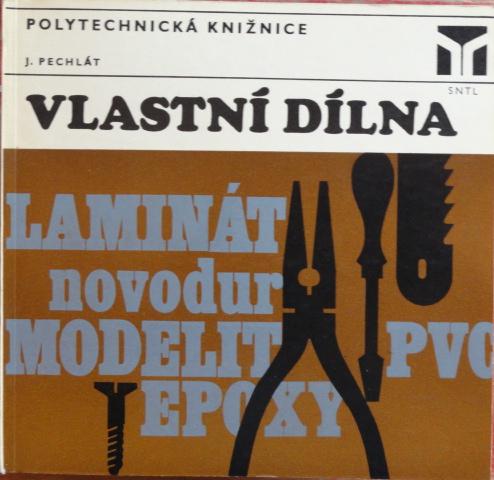 POLYTECHNICKÁ KNIŽNICE
J. PECHLÁT
SNTL
VLASTNÍ DÍLNA
LAMINÁT
novodur
MODELIT PVC
EPOXY